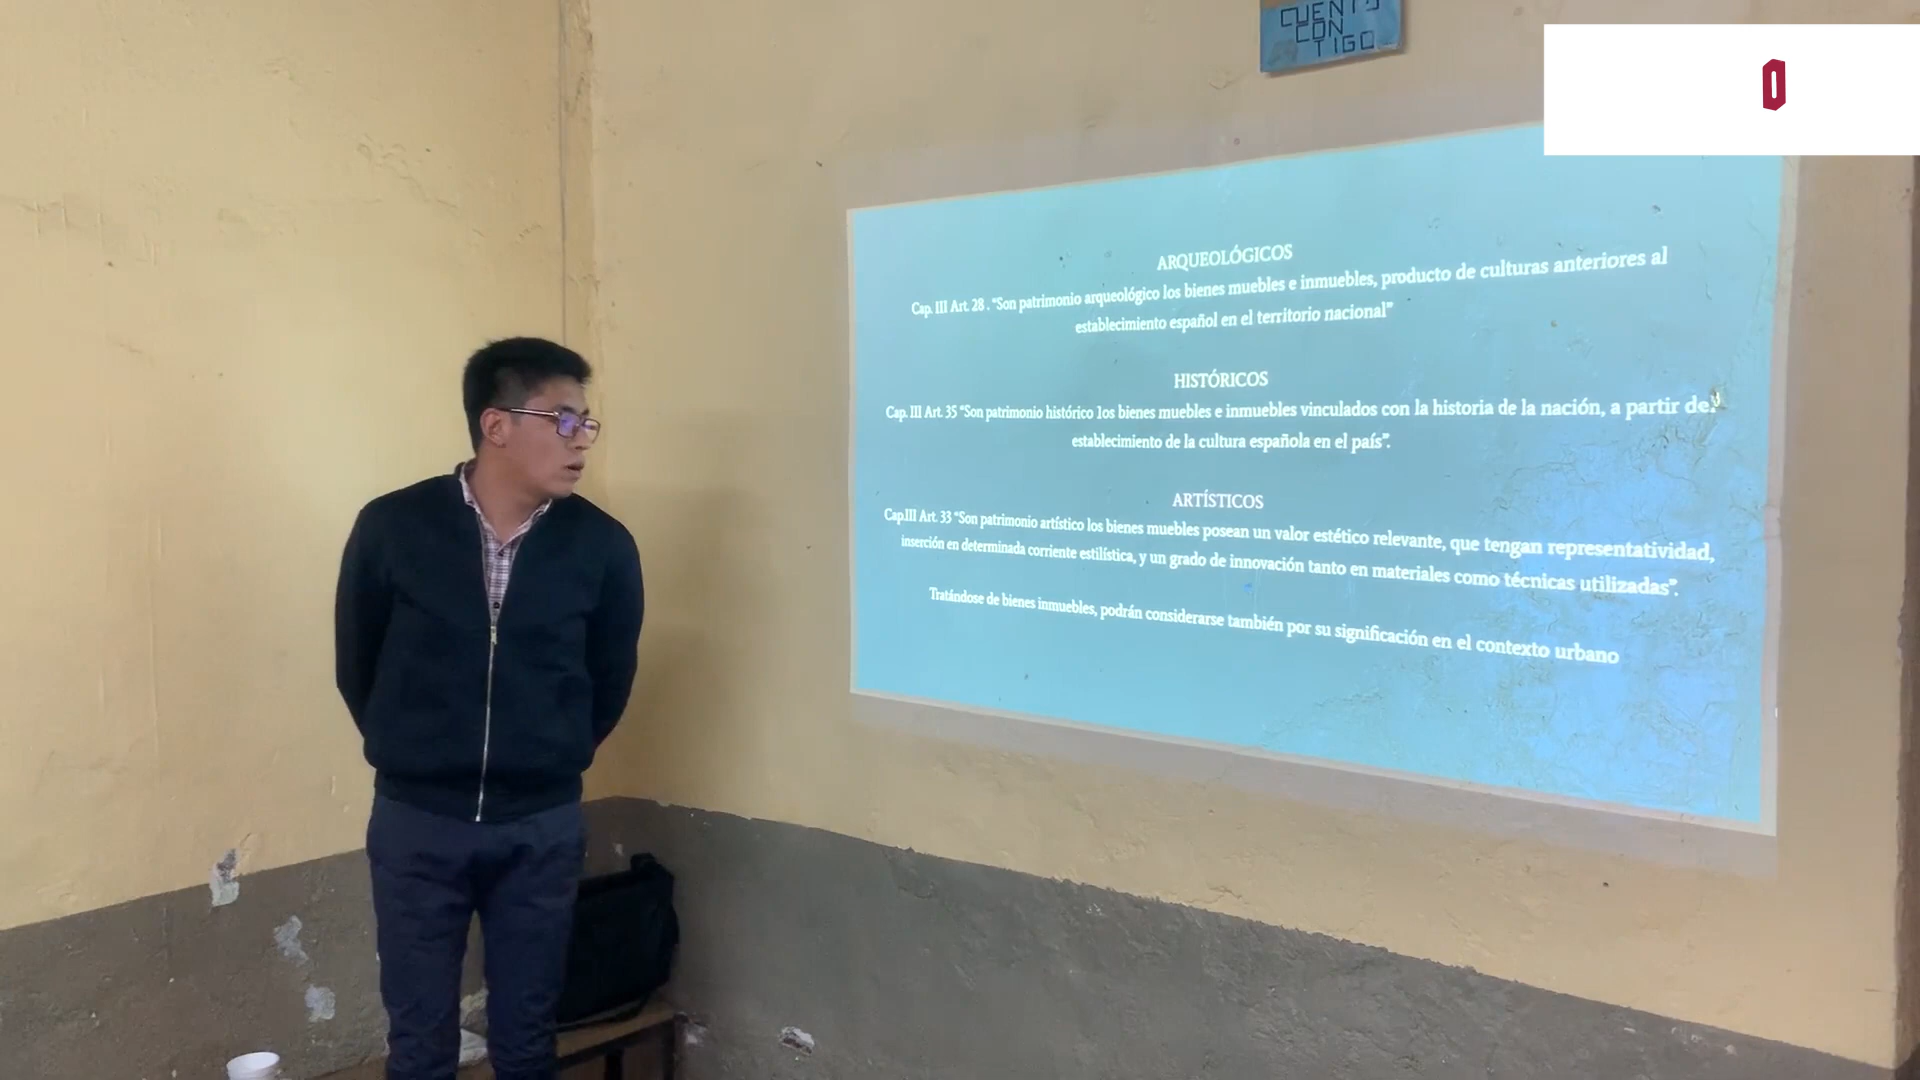 CUENTO
CON
TIGO
0
ARQUEOLÓGICOS
Cap. III Art. 28 . "Son patrimonio arqueológico los bienes muebles e inmuebles, producto de culturas anteriores al
establecimiento español en el territorio nacional"
HISTÓRICOS
Cap. III Art. 35 "Son patrimonio histórico los bienes muebles e inmuebles vinculados con la historia de la nación, a partir del
establecimiento de la cultura española en el país".
ARTÍSTICOS
Cap.III Art. 33 "Son patrimonio artístico los bienes muebles posean un valor estético relevante, que tengan representatividad,
inserción en determinada corriente estilística, y un grado de innovación tanto en materiales como técnicas utilizadas".
Tratándose de bienes inmuebles, podrán considerarse también por su significación en el contexto urbano